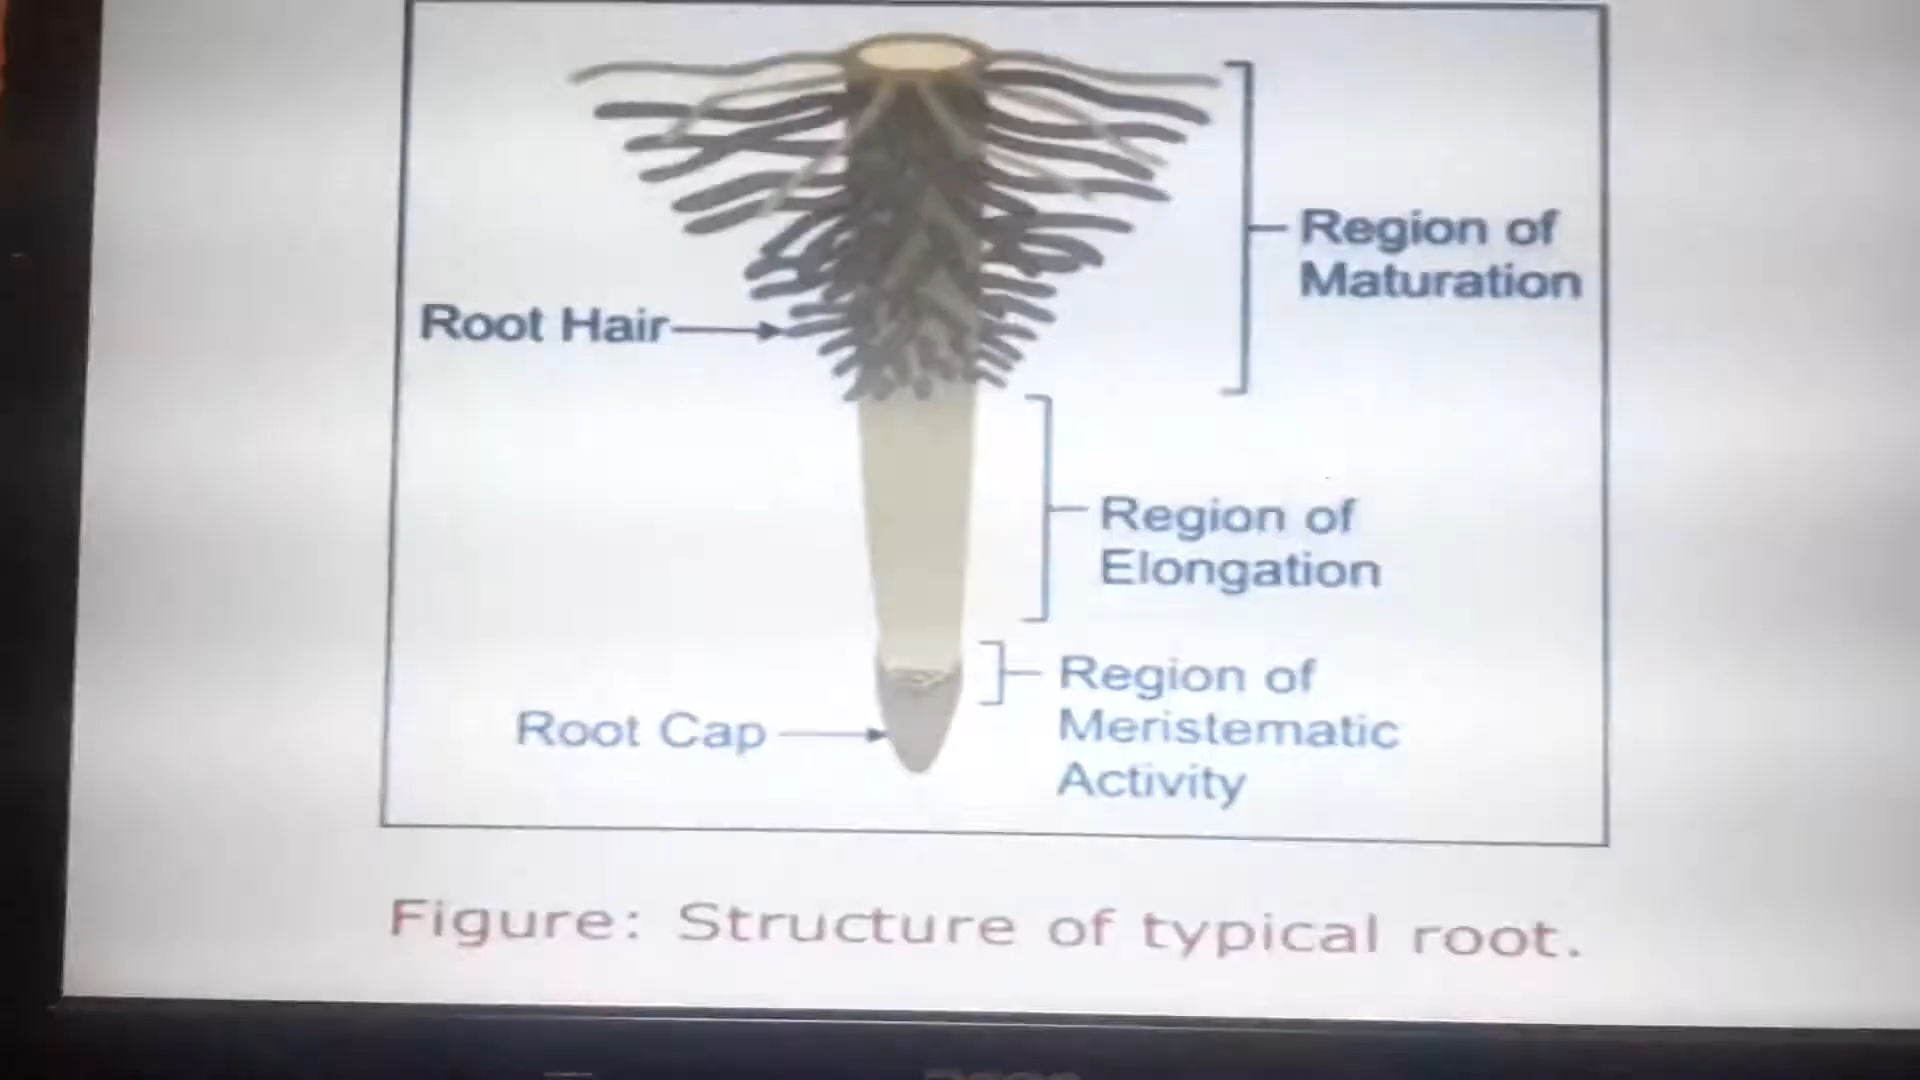 Region of
Maturation
Root Hair
Region of
Elongation
Region of
Meristematic
Activity
Root Cap
Figure: Structure of typical root.